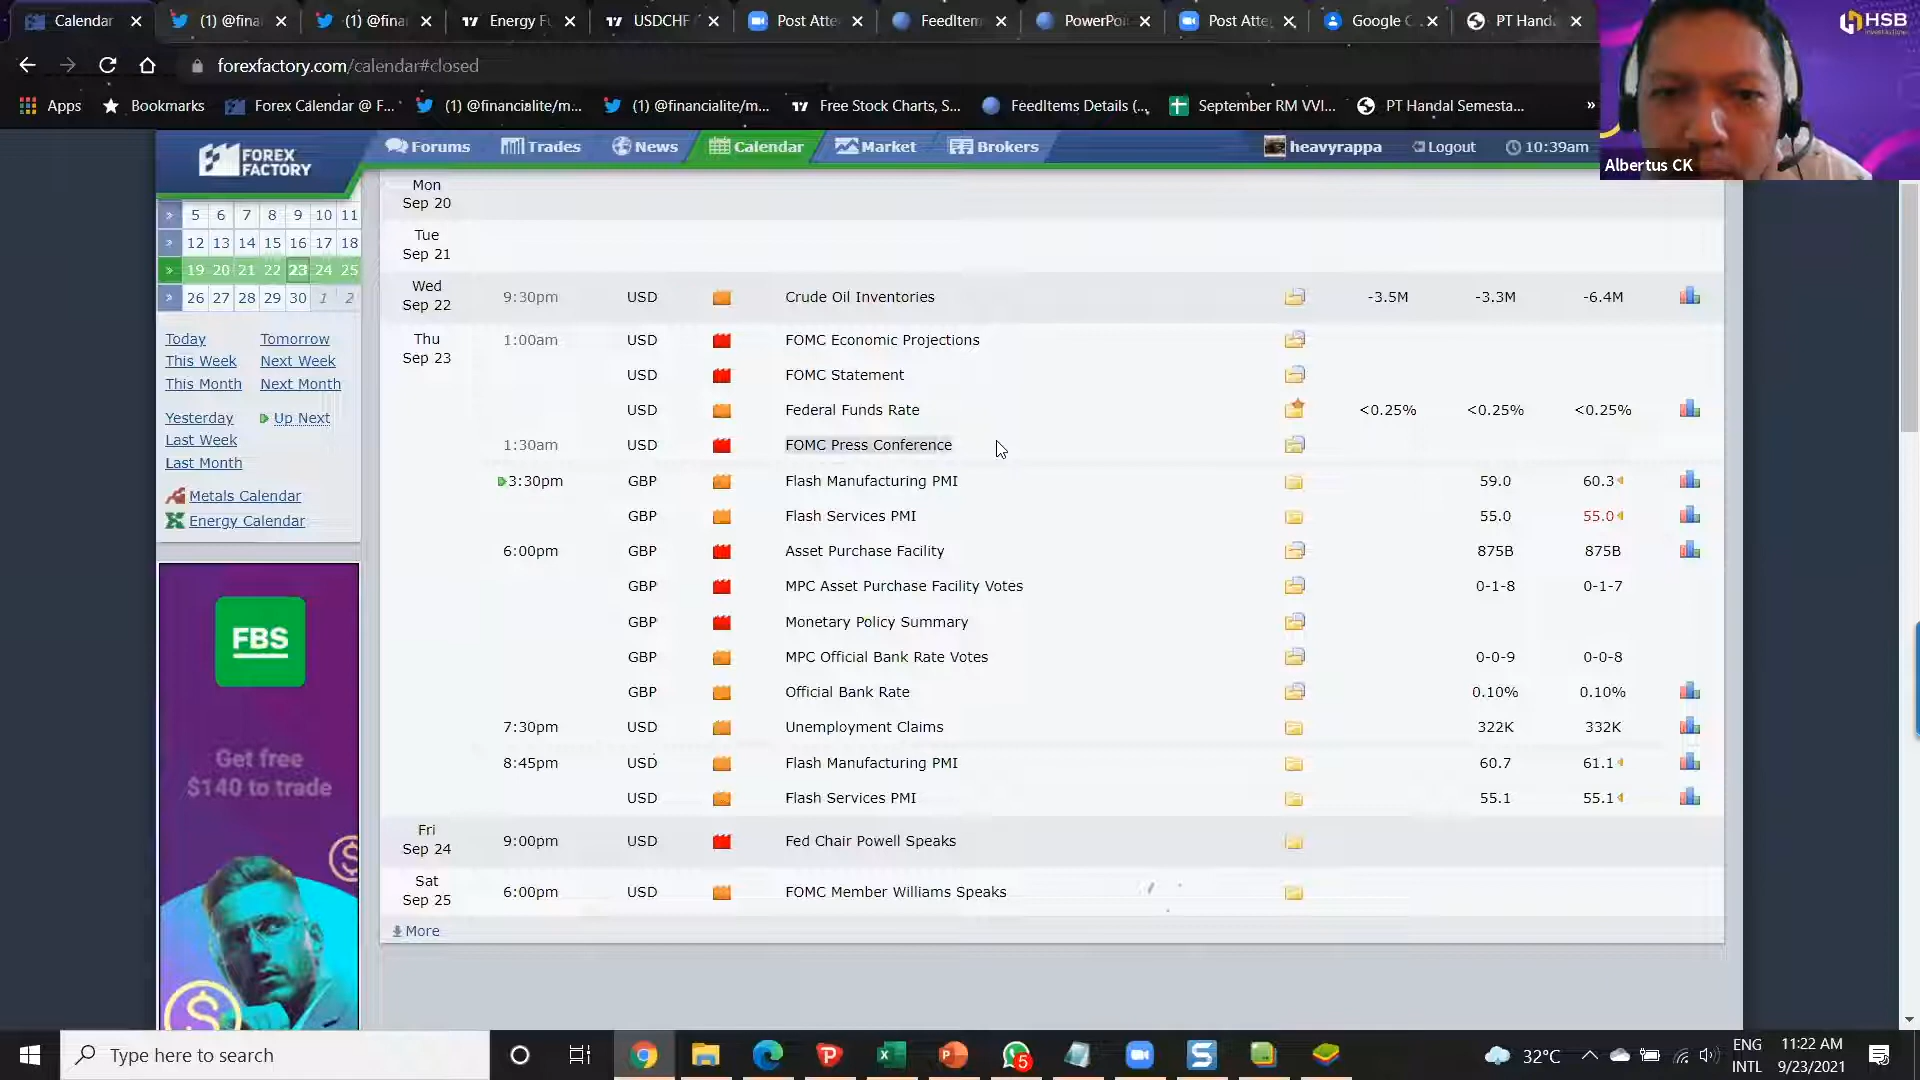 Calendar
(1) @fina
(1) @fina
Energy Fu
USDCHF
Post Atte
FeedItem
PowerPoi
Post Atte
Google C
PT Handa
HSB
forexfactory.com/calendar#closed
Apps
Bookmarks
Forex Calendar @ F...
(1) @financialite/m...
(1) @financialite/m...
Free Stock Charts, S...
FeedItems Details (...
September RM VVI...
PT Handal Semesta...
»
FOREX
FACTORY
Forums
Trades
News
Calendar
Market
Brokers
heavyrappa
Logout
10:39am
Albertus CK
» 5 6 7 8 9 10 11
» 12 13 14 15 16 17 18
» 19 20 21 22 23 24 25
» 26 27 28 29 30 1 2
Today Tomorrow
This Week Next Week
This Month Next Month
Yesterday Up Next
Last Week
Last Month
Metals Calendar
Energy Calendar
FBS
Get free
$140 to trade
Mon
Sep 20
Tue
Sep 21
Wed
Sep 22
9:30pm USD Crude Oil Inventories -3.5M -3.3M -6.4M
Thu
Sep 23
1:00am USD FOMC Economic Projections
USD FOMC Statement
USD Federal Funds Rate <0.25% <0.25% <0.25%
1:30am USD FOMC Press Conference
3:30pm GBP Flash Manufacturing PMI 59.0 60.3
GBP Flash Services PMI 55.0 55.0
6:00pm GBP Asset Purchase Facility 875B 875B
GBP MPC Asset Purchase Facility Votes 0-1-8 0-1-7
GBP Monetary Policy Summary
GBP MPC Official Bank Rate Votes 0-0-9 0-0-8
GBP Official Bank Rate 0.10% 0.10%
7:30pm USD Unemployment Claims 322K 332K
8:45pm USD Flash Manufacturing PMI 60.7 61.1
USD Flash Services PMI 55.1 55.1
Fri
Sep 24
9:00pm USD Fed Chair Powell Speaks
Sat
Sep 25
6:00pm USD FOMC Member Williams Speaks
More
Type here to search
5
32°C
ENG
INTL
11:22 AM
9/23/2021